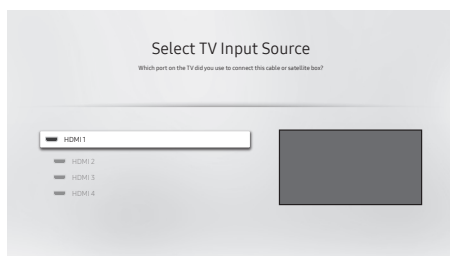 Select TV Input Source
Which port on the TV did you use to connect this cable or satellite box?
HDMI 1
HDMI 2
HDMI 3
HDMI 4